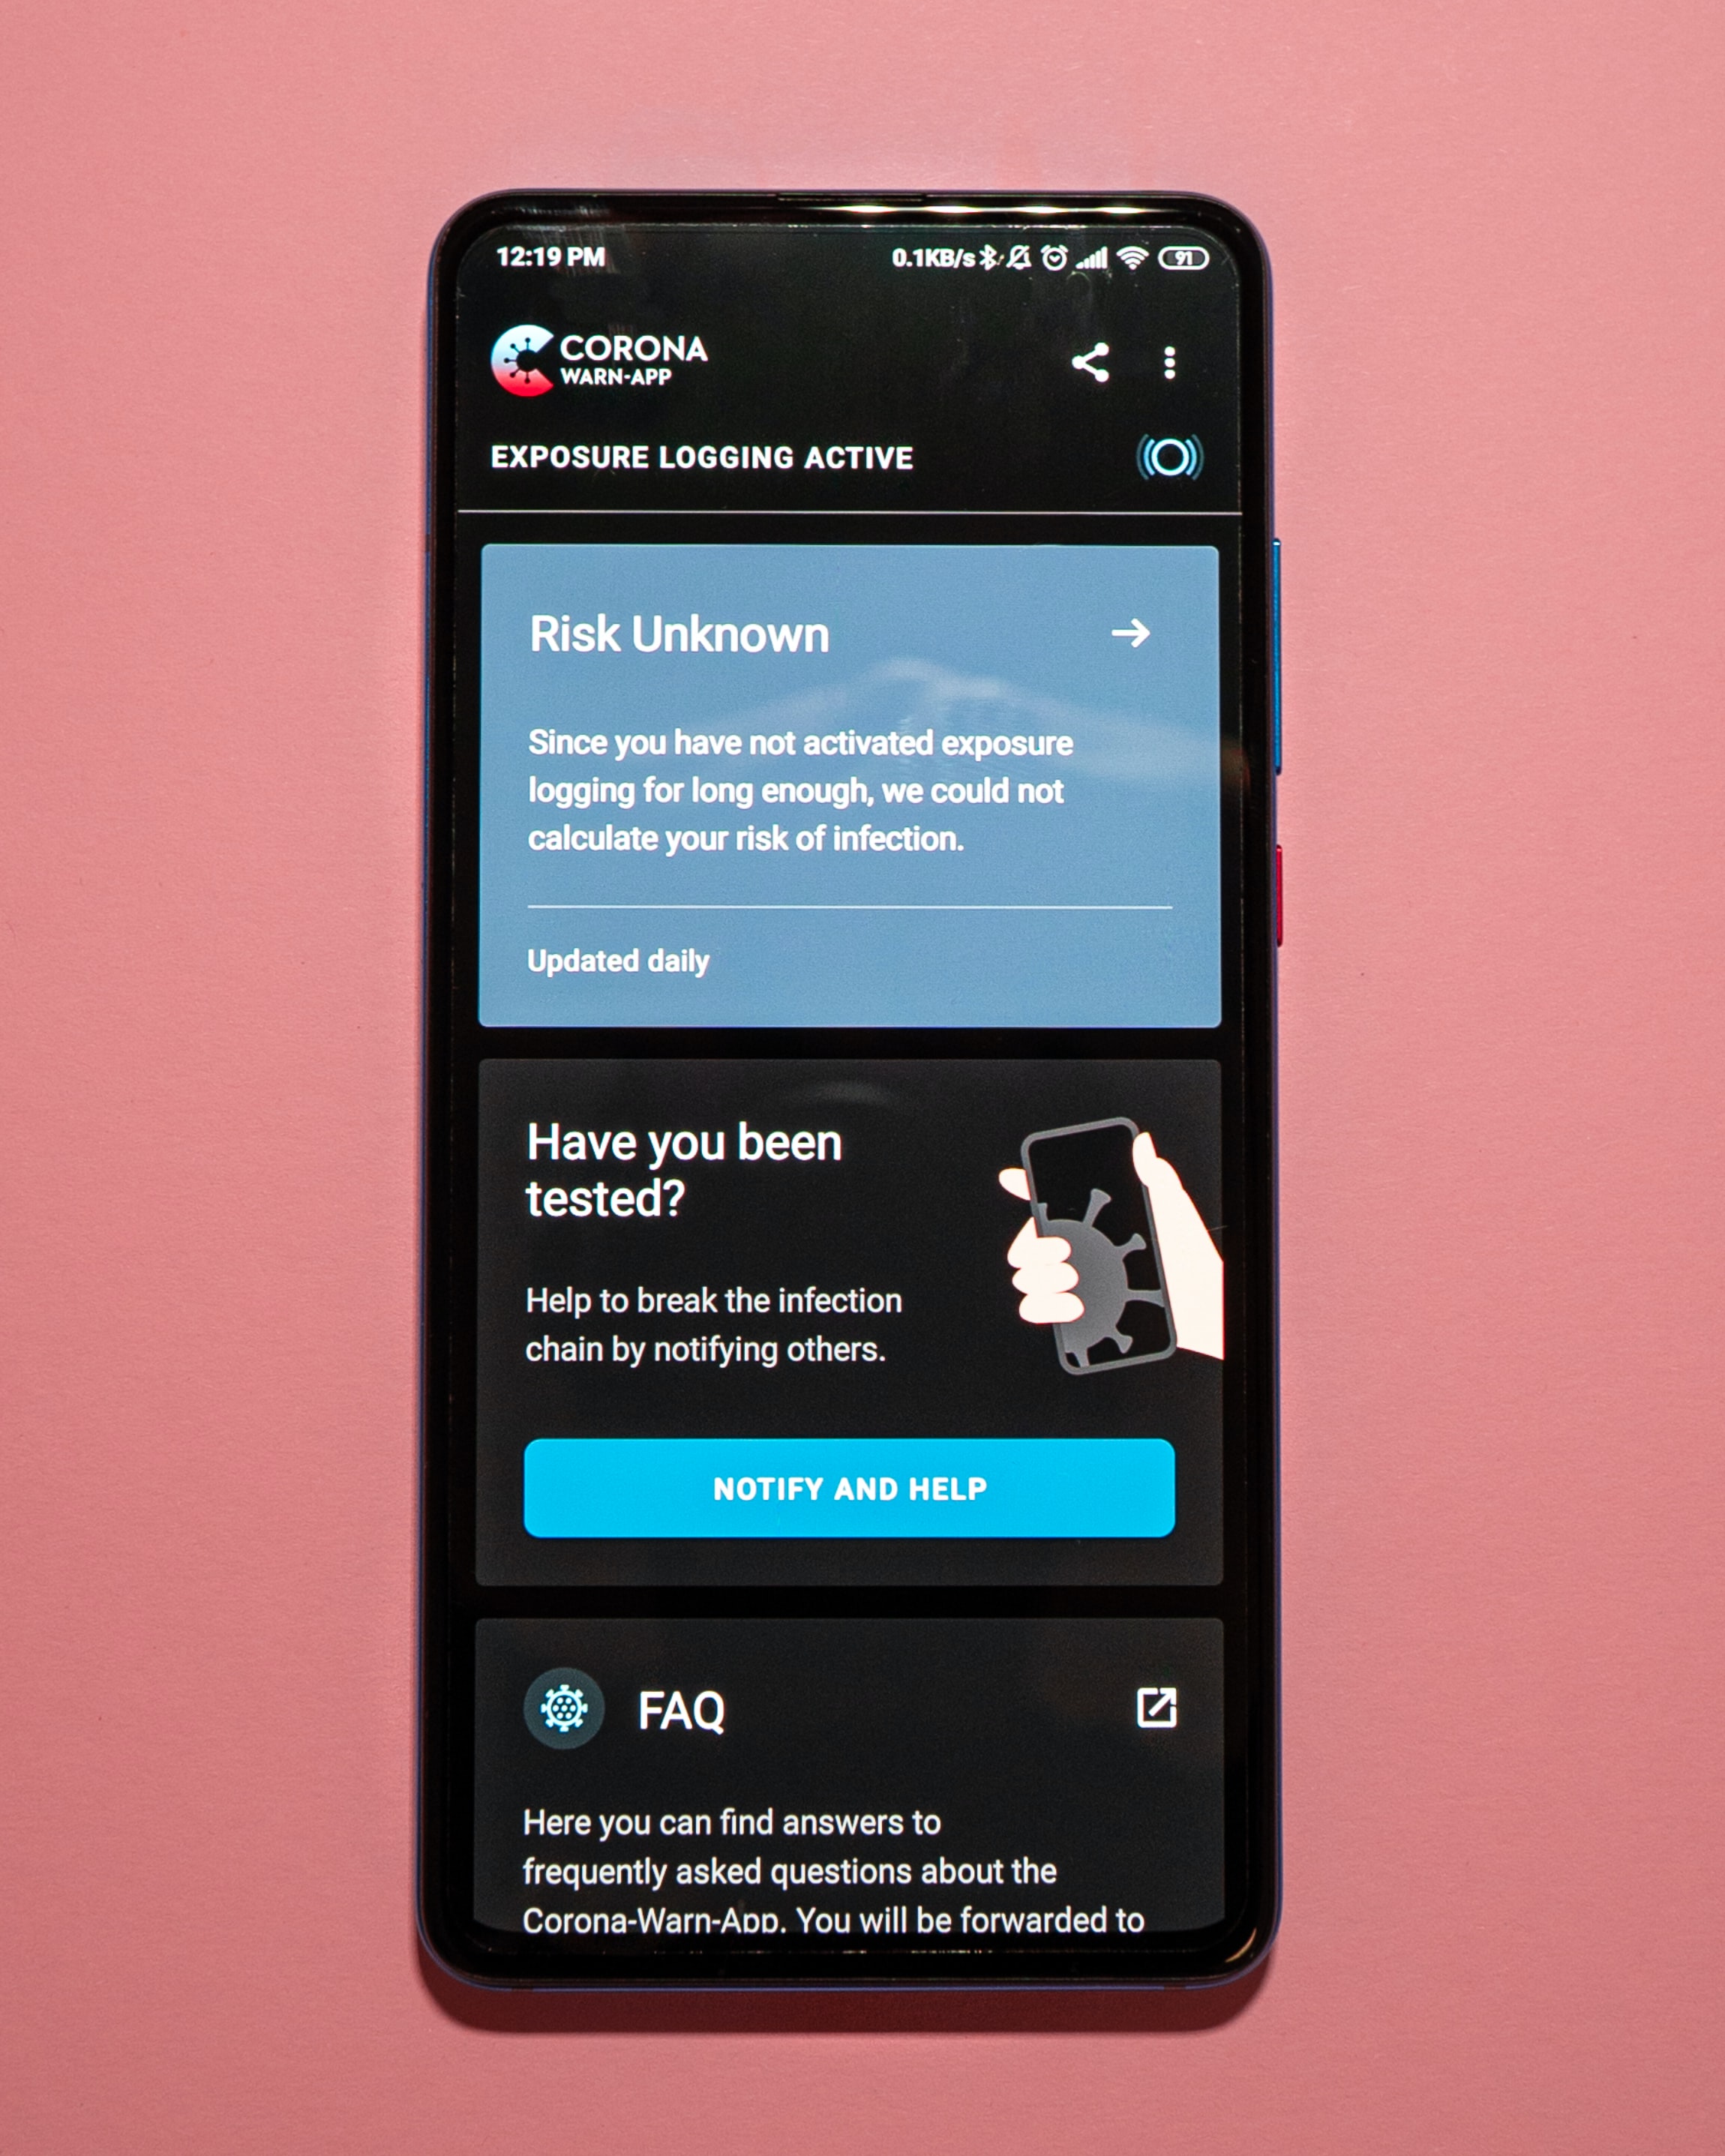 12:19 PM 0.1KB/s 91
CORONA
WARN-APP
EXPOSURE LOGGING ACTIVE
Risk Unknown
Since you have not activated exposure
logging for long enough, we could not
calculate your risk of infection.
Updated daily
Have you been
tested?
Help to break the infection
chain by notifying others.
NOTIFY AND HELP
FAQ
Here you can find answers to
frequently asked questions about the
Corona-Warn-App. You will be forwarded to